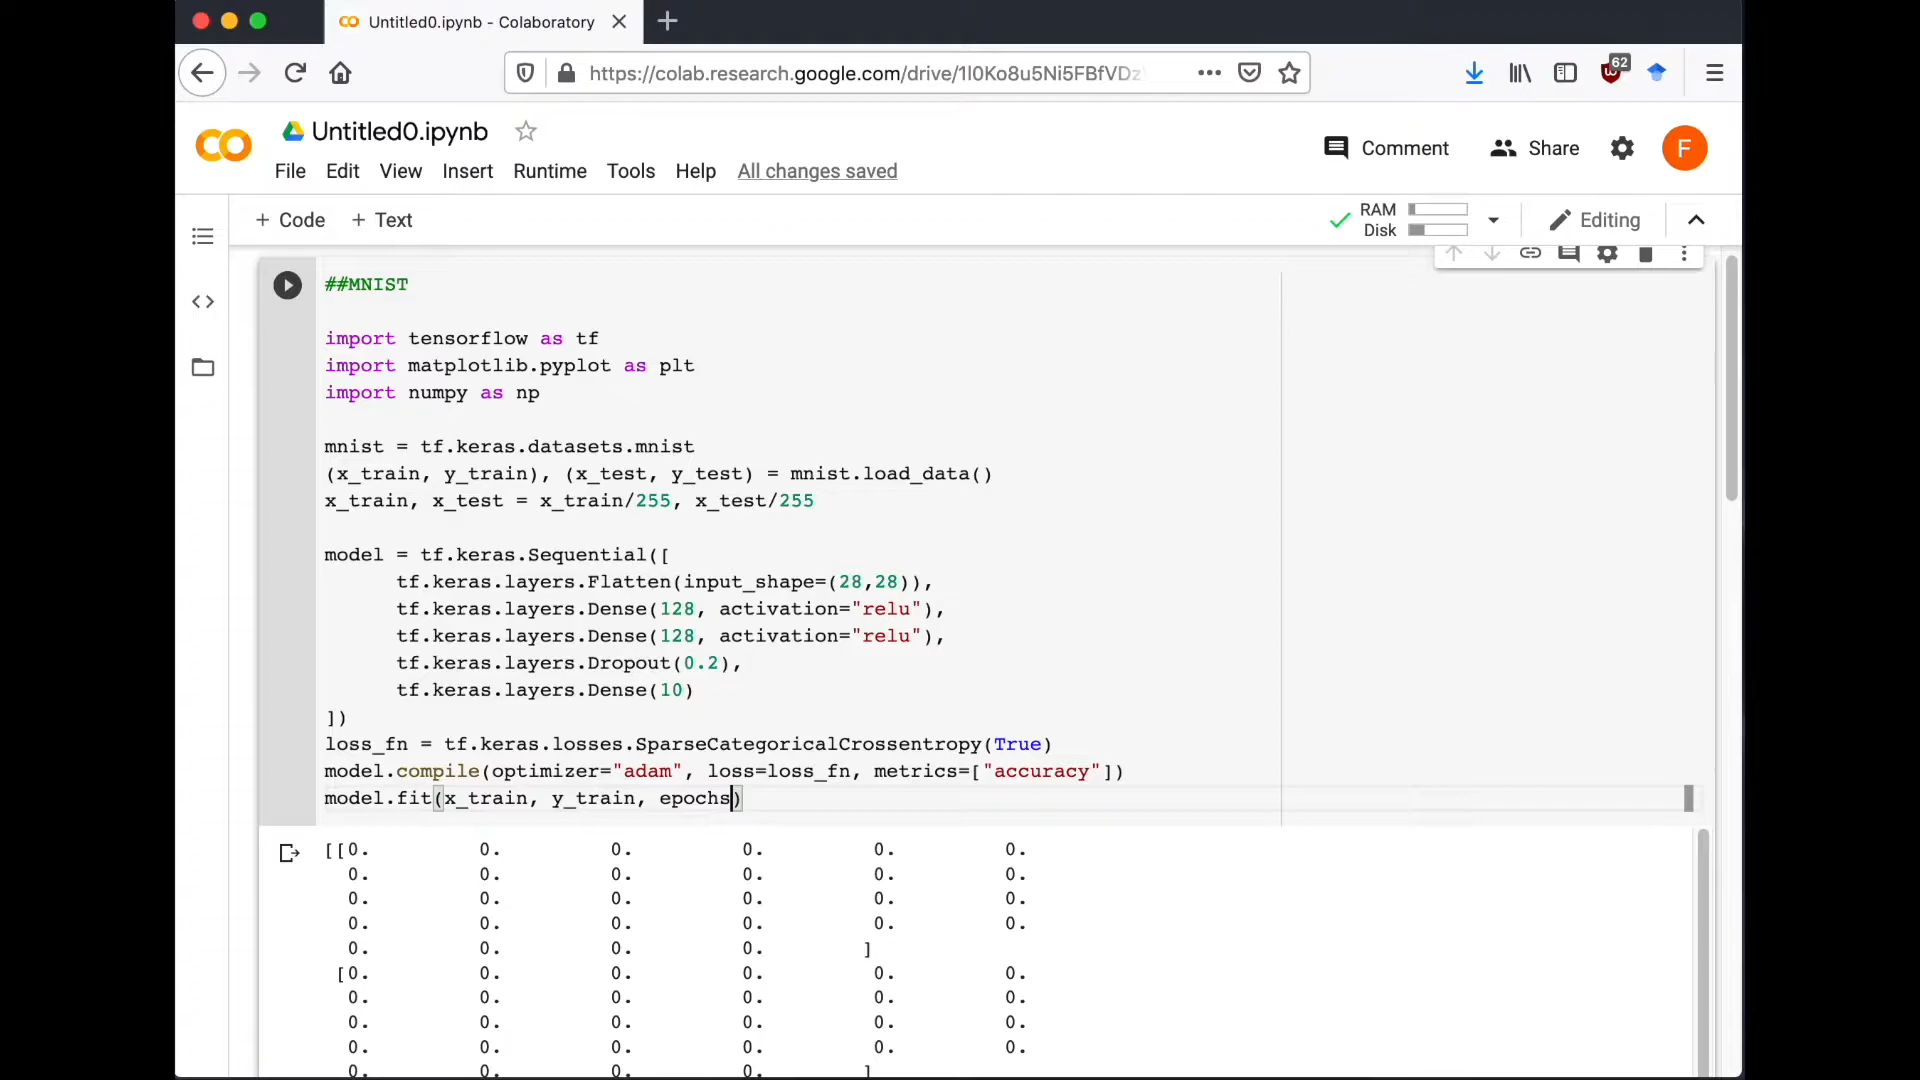 Untitled0.ipynb - Colaboratory
https://colab.research.google.com/drive/1l0Ko8u5Ni5FBfVDz
62
Untitled0.ipynb
Comment
Share
F
File Edit View Insert Runtime Tools Help All changes saved
+ Code + Text
RAM
Disk
Editing
##MNIST
import tensorflow as tf
import matplotlib.pyplot as plt
import numpy as np
mnist = tf.keras.datasets.mnist
(x_train, y_train), (x_test, y_test) = mnist.load_data()
x_train, x_test = x_train/255, x_test/255
model = tf.keras.Sequential([
tf.keras.layers.Flatten(input_shape=(28,28)),
tf.keras.layers.Dense(128, activation="relu"),
tf.keras.layers.Dense(128, activation="relu"),
tf.keras.layers.Dropout(0.2),
tf.keras.layers.Dense(10)
])
loss_fn = tf.keras.losses.SparseCategoricalCrossentropy(True)
model.compile(optimizer="adam", loss=loss_fn, metrics=["accuracy"])
model.fit(x_train, y_train, epochs)
[[0. 0. 0. 0. 0. 0.
0. 0. 0. 0. 0. 0.
0. 0. 0. 0. 0. 0.
0. 0. 0. 0. 0. 0.
0. 0. 0. 0. ]
[0. 0. 0. 0. 0. 0.
0. 0. 0. 0. 0. 0.
0. 0. 0. 0. 0. 0.
0. 0. 0. 0. 0. 0.
0. 0. 0. 0. ]